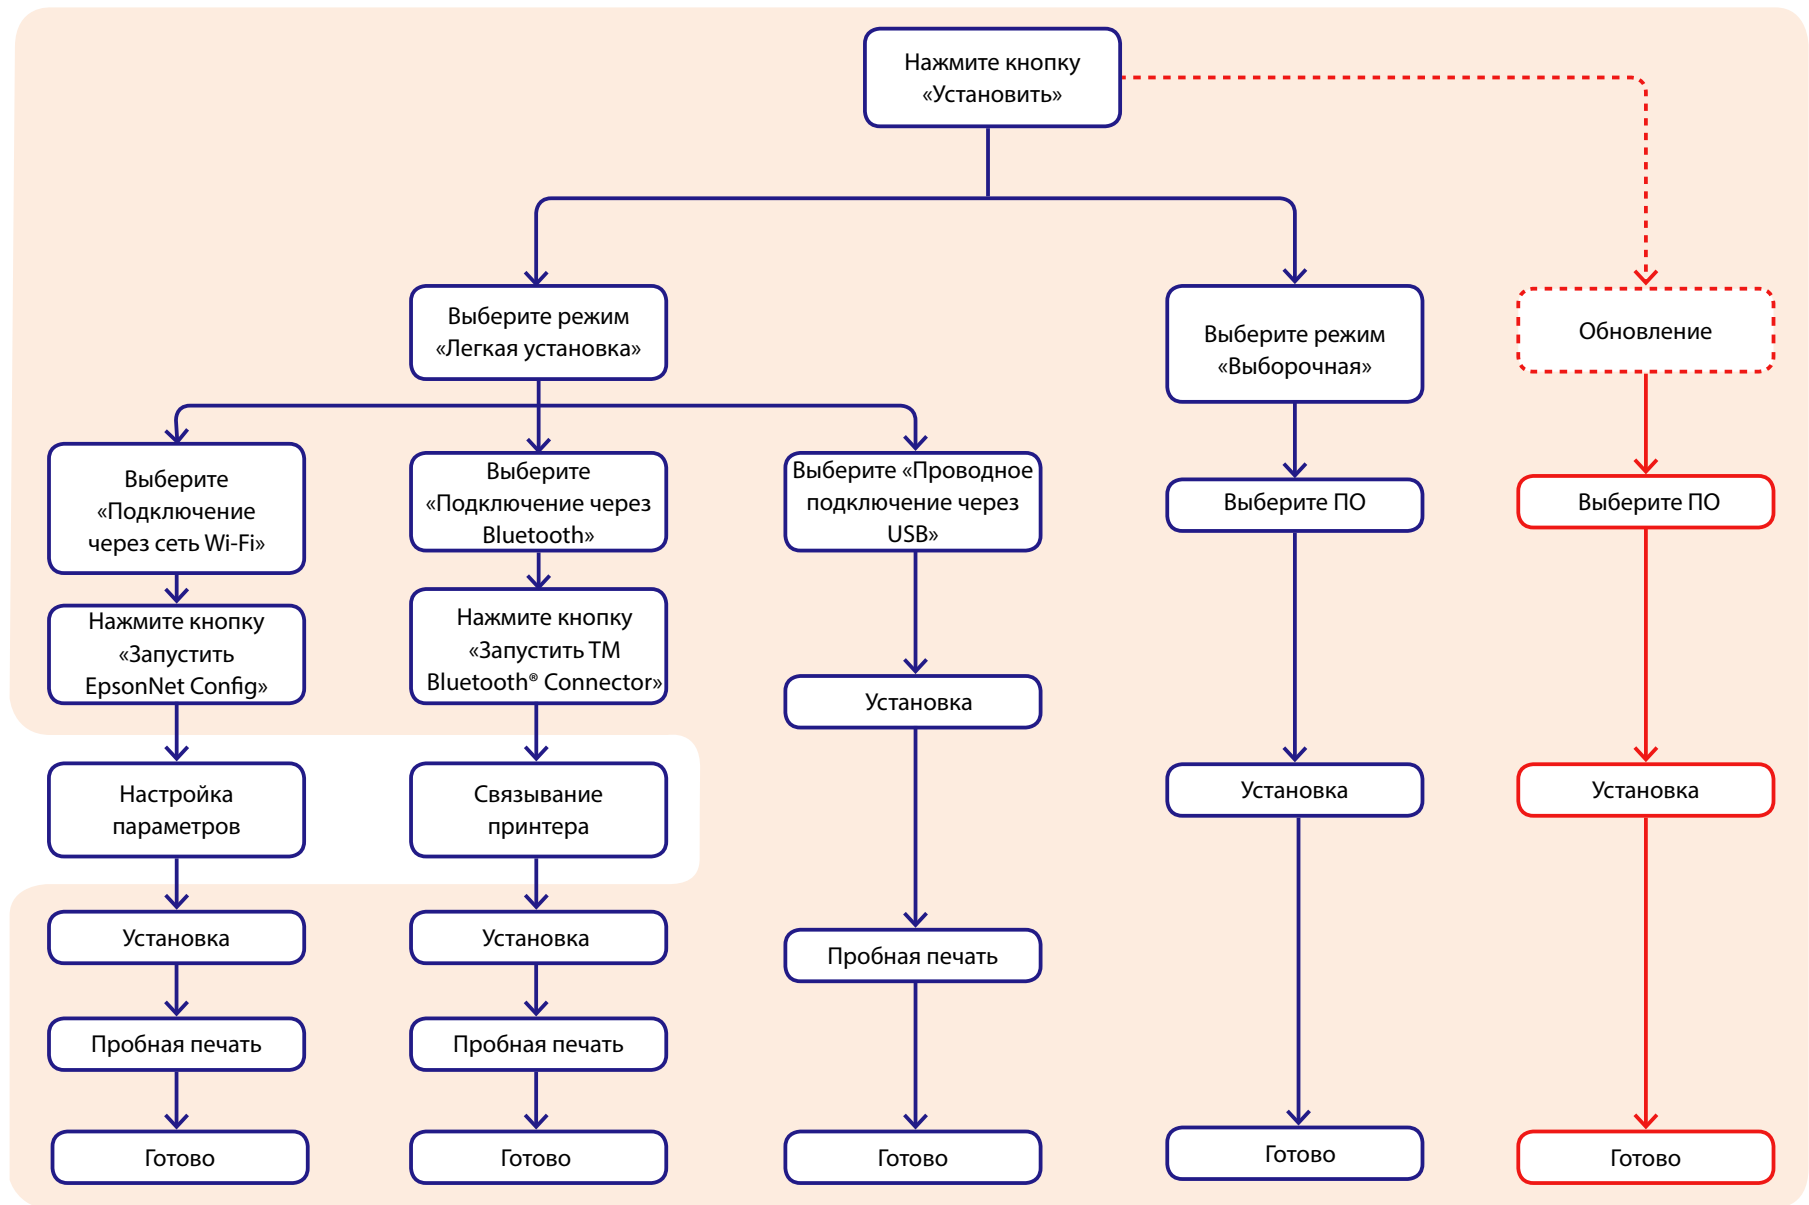 Нажмите кнопку
«Установить»
Выберите режим
«Легкая установка»
Выберите режим
«Выборочная»
Обновление
Выберите
«Подключение
через сеть Wi-Fi»
Выберите
«Подключение через
Bluetooth»
Выберите «Проводное
подключение через
USB»
Выберите ПО
Выберите ПО
Нажмите кнопку
«Запустить
EpsonNet Config»
Нажмите кнопку
«Запустить TM
Bluetooth® Connector»
Установка
Настройка
параметров
Связывание
принтера
Установка
Установка
Установка
Установка
Пробная печать
Пробная печать
Пробная печать
Готово
Готово
Готово
Готово
Готово